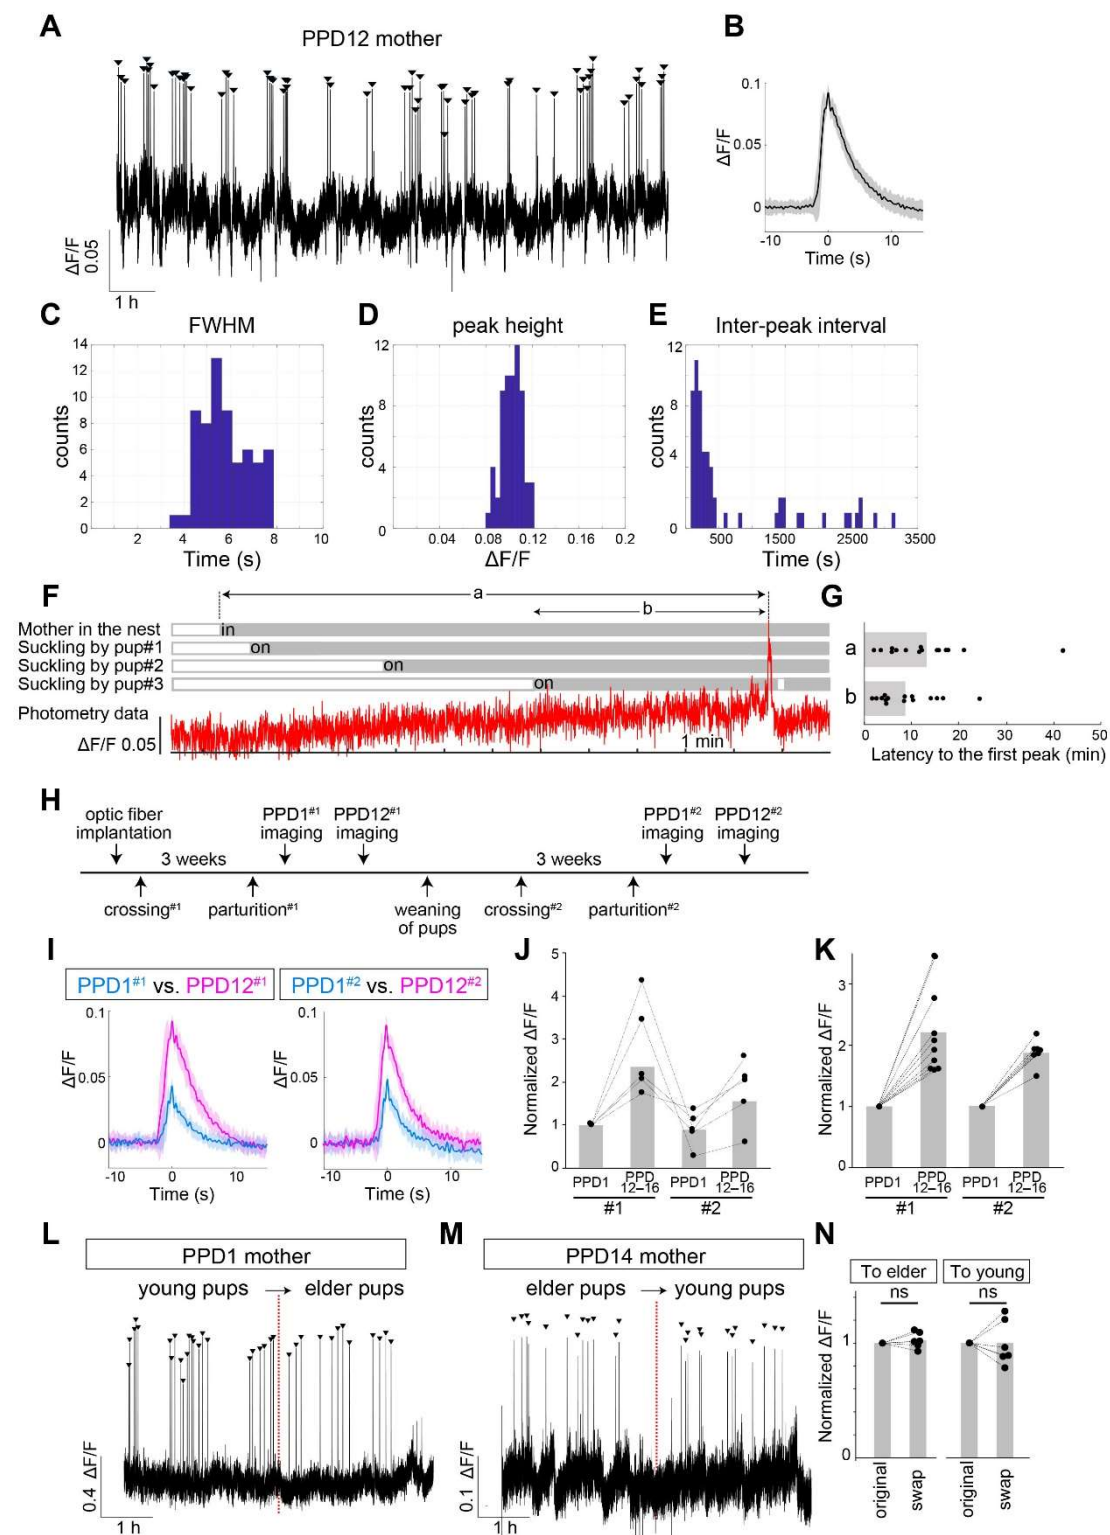 A
PPD12 mother
ΔF/F
0.05
1 h
B
ΔF/F
0.1
0.05
0
-10 0 10
Time (s)
C
FWHM
counts
14
12
10
8
6
4
2
0
2 4 6 8 10
Time (s)
D
peak height
counts
12
8
4
0
0.04 0.08 0.12 0.16 0.2
ΔF/F
E
Inter-peak interval
counts
12
8
4
0
500 1500 2500 3500
Time (s)
F
a
b
Mother in the nest
in
Suckling by pup#1
on
Suckling by pup#2
on
Suckling by pup#3
on
Photometry data
ΔF/F 0.05
1 min
G
a
b
0 10 20 30 40 50
Latency to the first peak (min)
H
optic fiber
implantation
3 weeks
PPD1#1
imaging
PPD12#1
imaging
3 weeks
PPD1#2
imaging
PPD12#2
imaging
crossing#1
parturition#1
weaning
of pups
crossing#2
parturition#2
I
PPD1#1 vs. PPD12#1
PPD1#2 vs. PPD12#2
ΔF/F
0.1
0.05
0
-10 0 10
Time (s)
ΔF/F
0.1
0.05
0
-10 0 10
Time (s)
J
Normalized ΔF/F
5
4
3
2
1
0
PPD1 PPD
12–16
PPD1 PPD
12–16
#1 #2
K
Normalized ΔF/F
3
2
1
0
PPD1 PPD
12–16
PPD1 PPD
12–16
#1 #2
L
PPD1 mother
young pups → elder pups
0.4 ΔF/F
1 h
M
PPD14 mother
elder pups → young pups
0.1 ΔF/F
1 h
N
To elder To young
ns ns
Normalized ΔF/F
1
0
original
swap
original
swap